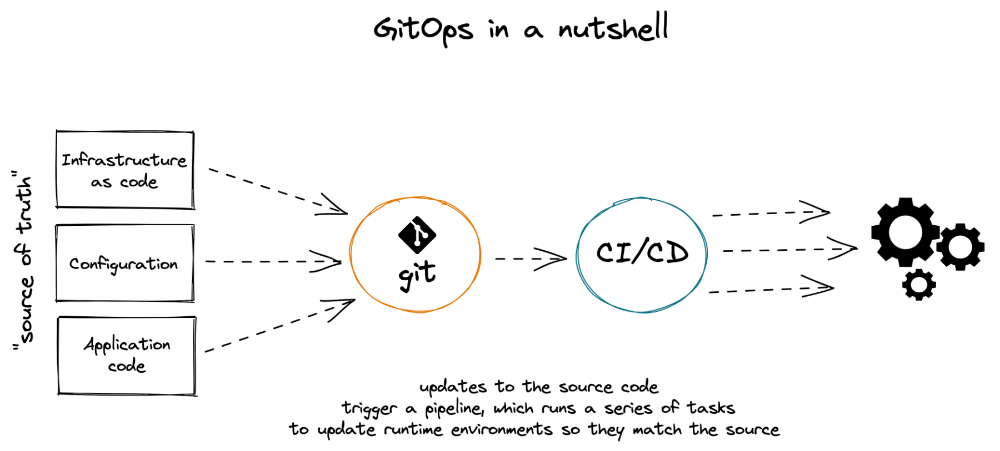 GitOps in a nutshell
"source of truth"
Infrastructure
as code
Configuration
Application
code
git
CI/CD
updates to the source code
trigger a pipeline, which runs a series of tasks
to update runtime environments so they match the source